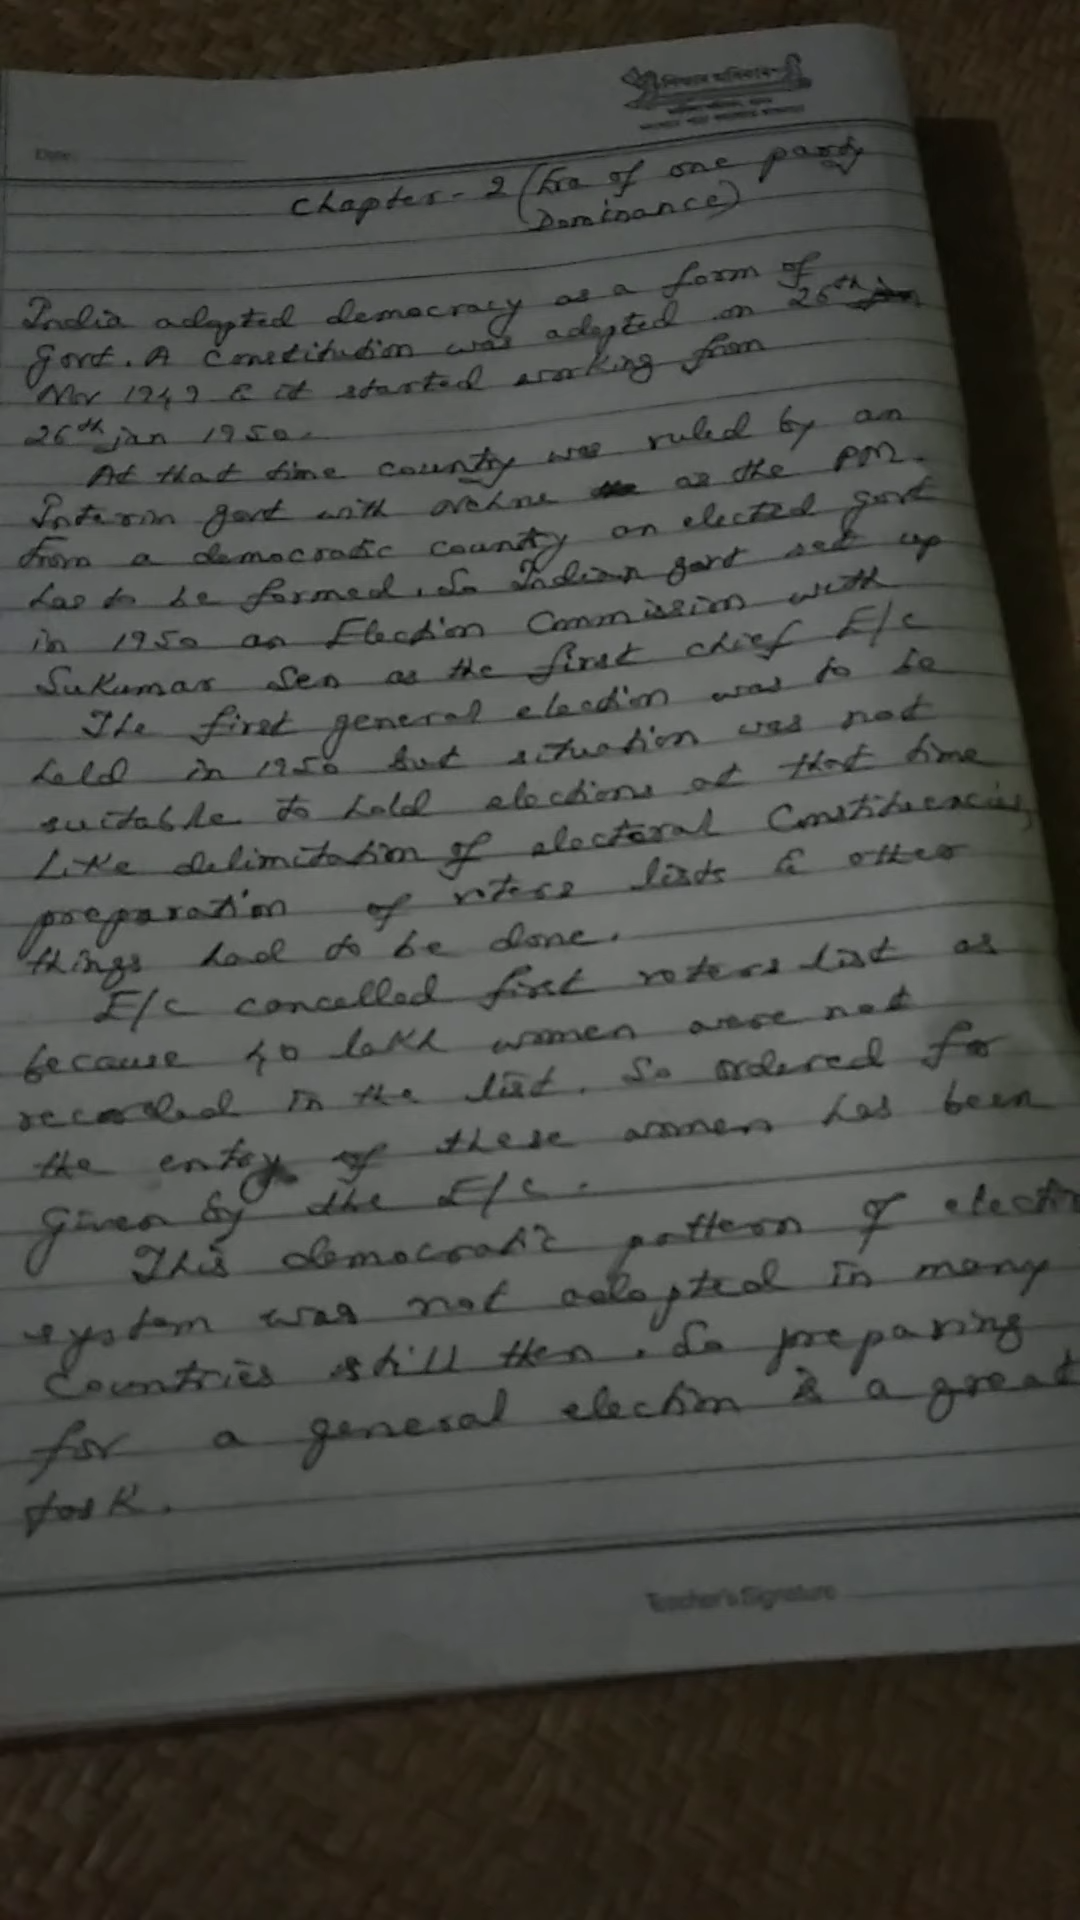 Date:
Chapter - 2 (Era of one party
Dominance)
India adopted democracy as a form of
Govt. A Constitution was adopted on 26th
Nov 1949 & it started working from
26th jan 1950.
At that time country was ruled by an
Interim govt with as the PM.
From a democratic country an elected govt
has to be formed. So Indian govt set up
in 1950 an Election Commission with
Sukumar Sen as the first chief E/C
The first general election was to be
held in 1950 but situation was not
suitable to hold elections at that time
Like delimitation of electoral Constituencies,
preparation of voters lists & other
things had to be done.
E/C cancelled first voters list as
because 40 lakh women were not
recorded in the list. So ordered for
the entry of these women has been
Given by the E/C.
This democratic pattern of
system was not adopted in many
Countries still then. So preparing
for a general election is a great
task.
Teacher's Signature